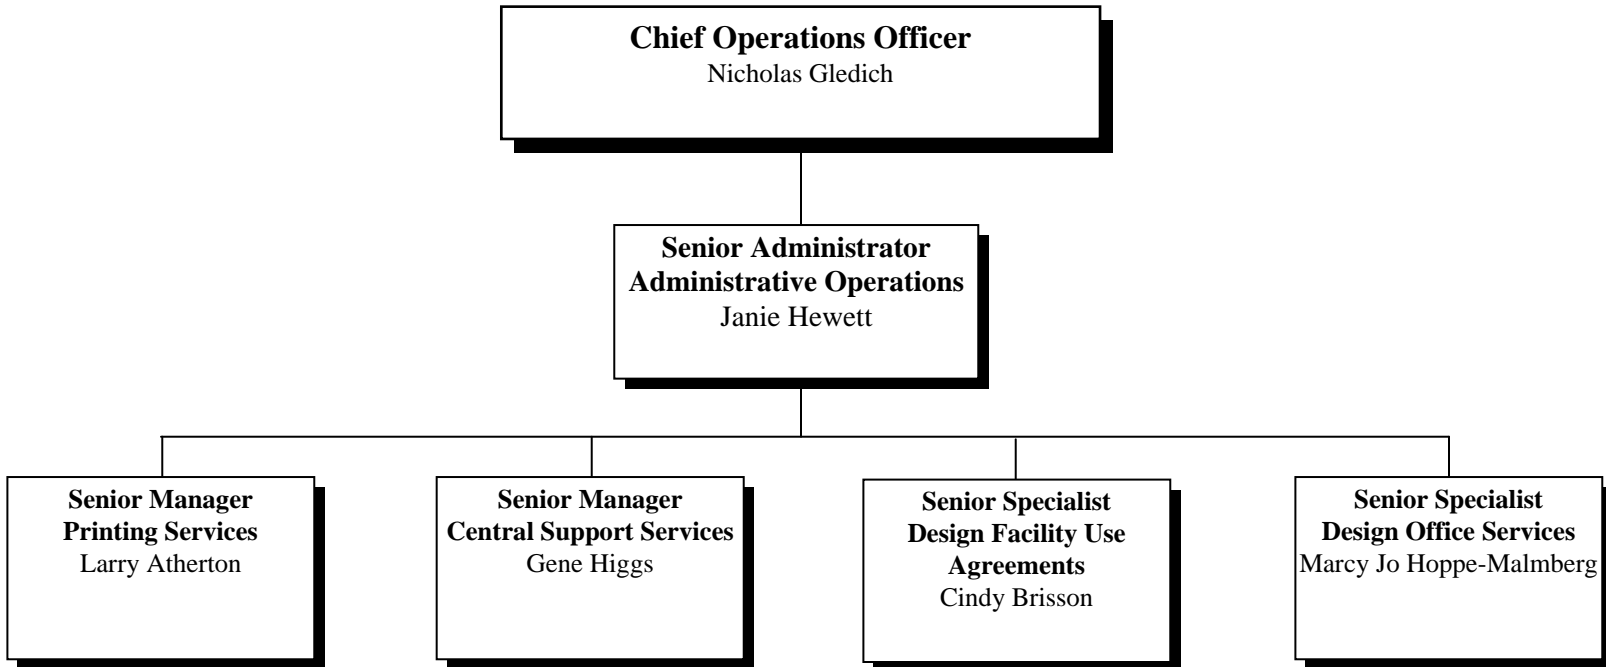 Chief Operations Officer
Nicholas Gledich
Senior Administrator
Administrative Operations
Janie Hewett
Senior Manager
Printing Services
Larry Atherton
Senior Manager
Central Support Services
Gene Higgs
Senior Specialist
Design Facility Use
Agreements
Cindy Brisson
Senior Specialist
Design Office Services
Marcy Jo Hoppe-Malmberg